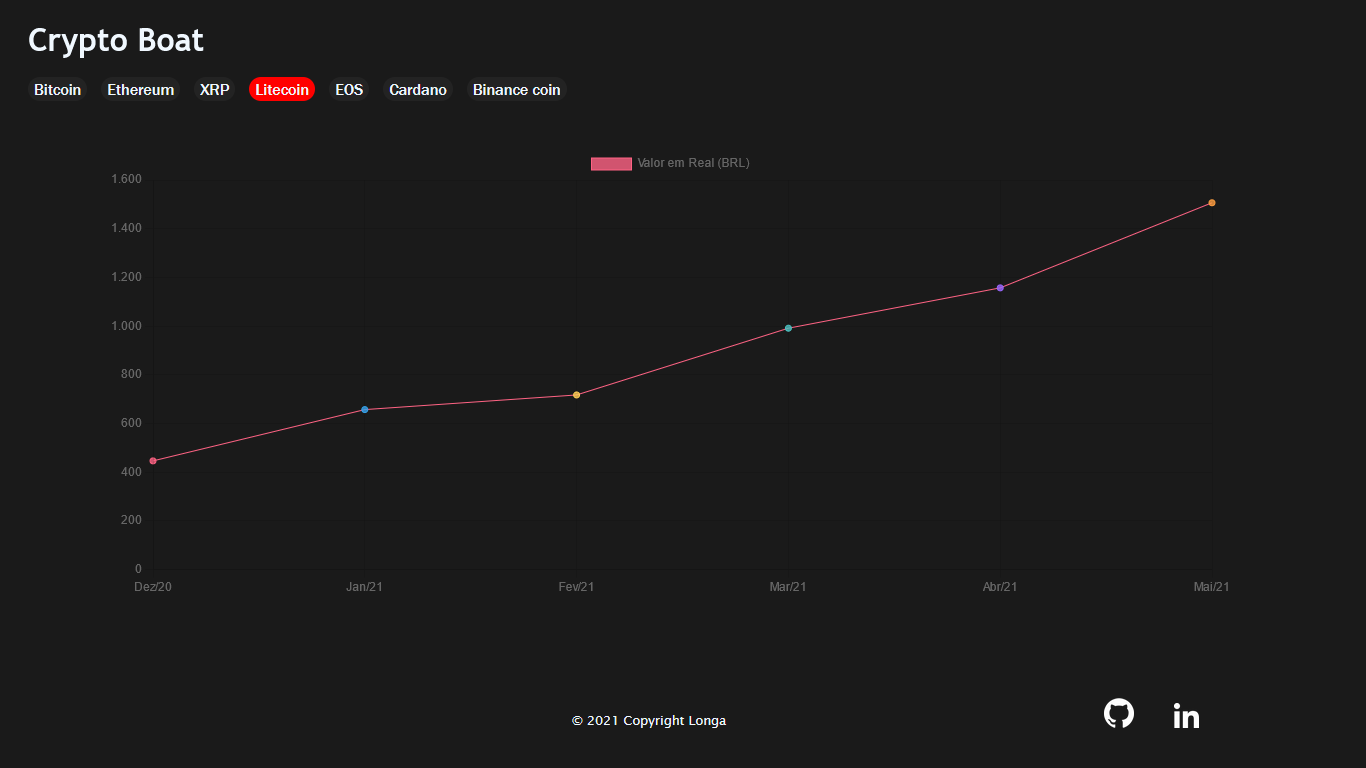 Crypto Boat
Bitcoin Ethereum XRP Litecoin EOS Cardano Binance coin
Valor em Real (BRL)
1.600
1.400
1.200
1.000
800
600
400
200
0
Dez/20 Jan/21 Fev/21 Mar/21 Abr/21 Mai/21
© 2021 Copyright Longa
in